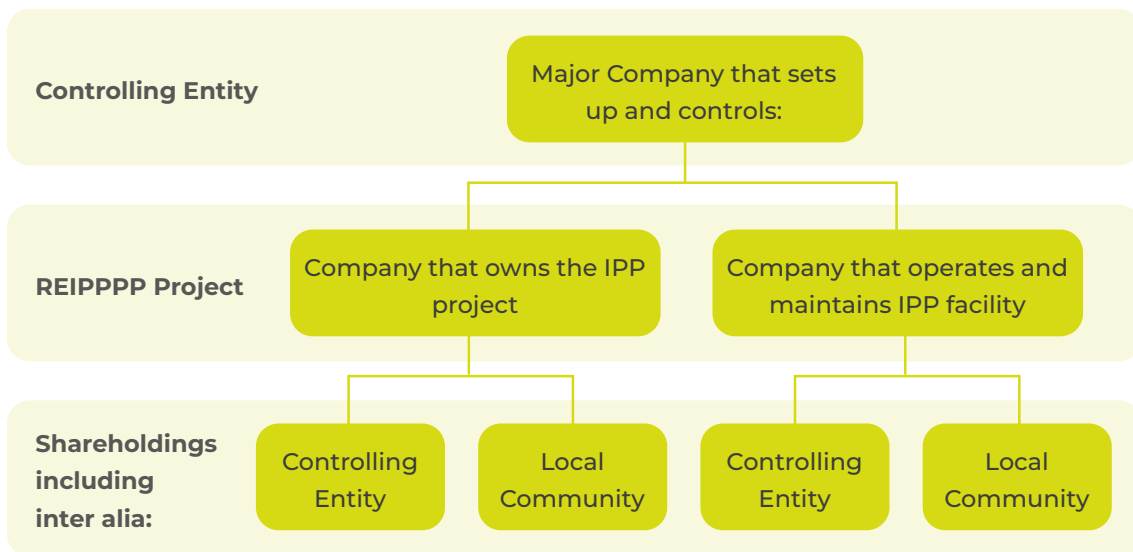 Controlling Entity
Major Company that sets
up and controls:
REIPPPP Project
Company that owns the IPP
project
Company that operates and
maintains IPP facility
Shareholdings
including
inter alia:
Controlling
Entity
Local
Community
Controlling
Entity
Local
Community